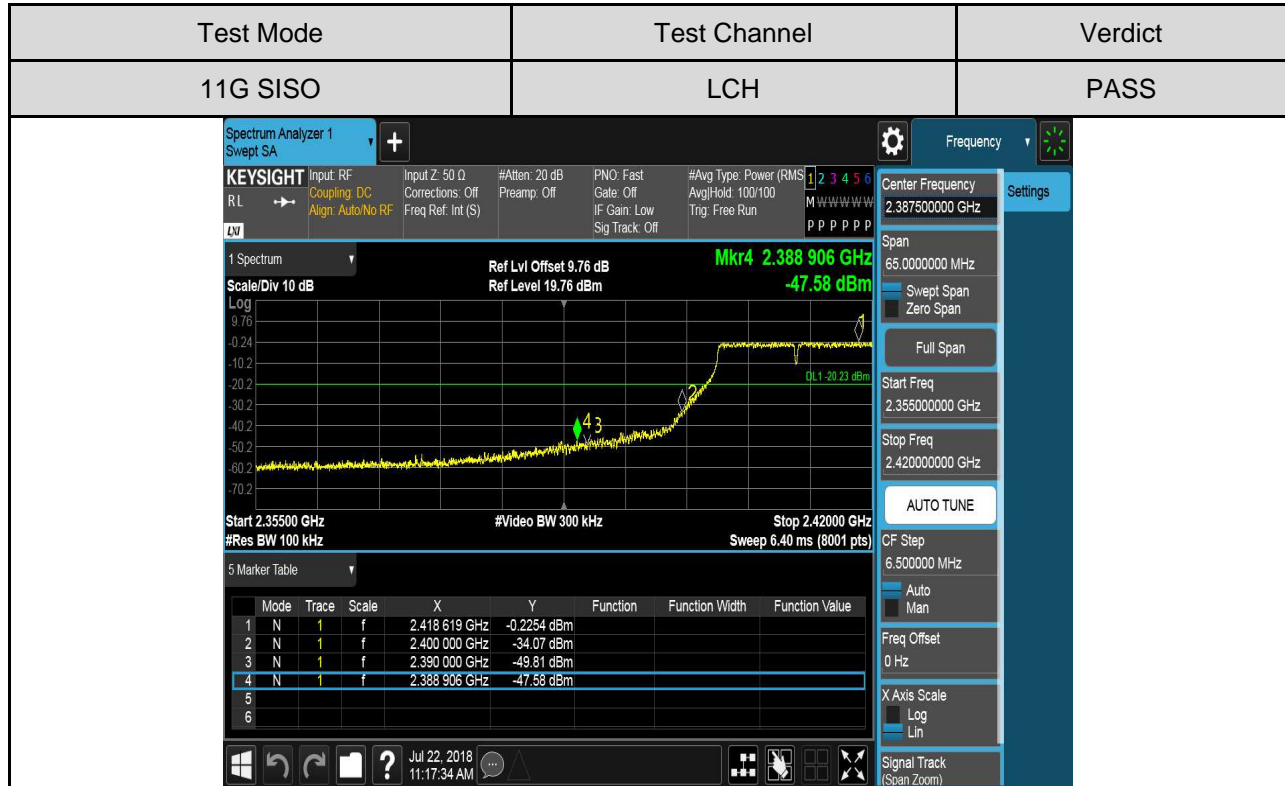 Test Mode Test Channel Verdict
11G SISO LCH PASS
Spectrum Analyzer 1
Swept SA
+
Frequency
KEYSIGHT Input: RF Input Z: 50 Ω #Atten: 20 dB PNO: Fast #Avg Type: Power (RMS 1 2 3 4 5 6
RL Coupling: DC Corrections: Off Preamp: Off Gate: Off Avg|Hold: 100/100 M W W W W W
Align: Auto/No RF Freq Ref: Int (S) IF Gain: Low Trig: Free Run
LXI Sig Track: Off P P P P P P
1 Spectrum
Ref Lvl Offset 9.76 dB Mkr4 2.388 906 GHz
Scale/Div 10 dB Ref Level 19.76 dBm -47.58 dBm
Log
9.76
-0.24
-10.2
-20.2
-30.2
-40.2
-50.2
-60.2
-70.2
1
DL1 -20.23 dBm
2
4 3
Start 2.35500 GHz #Video BW 300 kHz Stop 2.42000 GHz
#Res BW 100 kHz Sweep 6.40 ms (8001 pts)
5 Marker Table
Mode Trace Scale X Y Function Function Width Function Value
1 N 1 f 2.418 619 GHz -0.2254 dBm
2 N 1 f 2.400 000 GHz -34.07 dBm
3 N 1 f 2.390 000 GHz -49.81 dBm
4 N 1 f 2.388 906 GHz -47.58 dBm
5
6
?
Jul 22, 2018
11:17:34 AM
Center Frequency
2.387500000 GHz
Settings
Span
65.0000000 MHz
Swept Span
Zero Span
Full Span
Start Freq
2.355000000 GHz
Stop Freq
2.420000000 GHz
AUTO TUNE
CF Step
6.500000 MHz
Auto
Man
Freq Offset
0 Hz
X Axis Scale
Log
Lin
Signal Track
(Span Zoom)